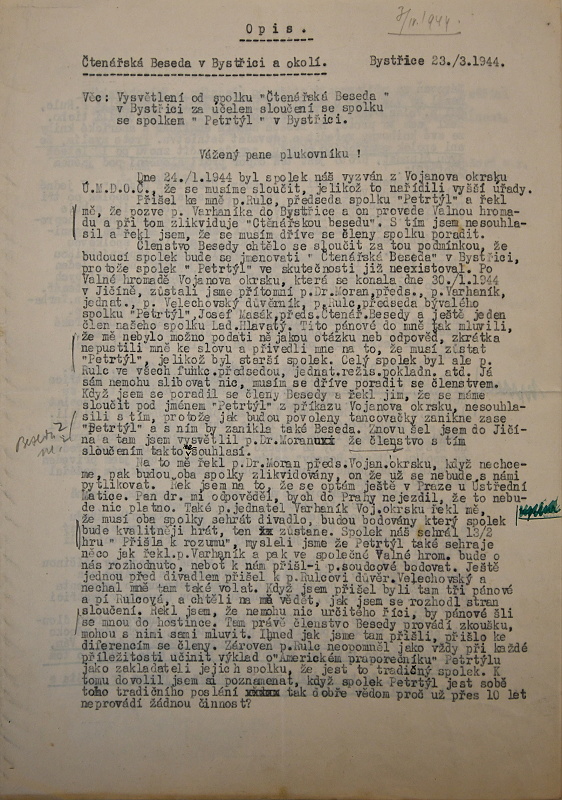 O p i s .
Čtenářská Beseda v Bystřici a okolí. Bystřice 23./3.1944.
Věc: Vysvětlení od spolku "Čtenářská Beseda "
v Bystřici za účelem sloučení se spolku
se spolkem " Petrtýl " v Bystřici.
Vážený pane plukovníku !
Dne 24./1.1944 byl spolek náš vyzván z Vojanova okrsku
Ú.M.D.O.Č., že se musíme sloučit, jelikož to nařídili vyšší úřady.
Přišel ke mně p.Rulc, předseda spolku "Petrtýl" a řekl
mě, že pozve p. Varhaníka do Bystřice a on provede Valnou hroma-
du a při tom zlikviduje "Čtenářskou besedu". S tím jsem nesouhla-
sil a řekl jsem, že se musím dříve se členy spolku poradit.
Členstvo Besedy chtělo se sloučit za tou podmínkou, že
budoucí spolek bude se jmenovati " Čtenářská Beseda" v Bystřici,
protože spolek " Petrtýl" ve skutečnosti již neexistoval. Po
Valné hromadě Vojanova okrsku, která se konala dne 30./1.1944
v Jičíně, zůstali jsme přítomni p.Dr.Moran,předs., p.Varhaník,
jednat., p. Velechovský důvěrník, p.Rulc,předseda bývalého
spolku "Petrtýl",Josef Masák,předs.Čtenář.Besedy a ještě jeden
člen našeho spolku Lad.Hlavatý. Tito pánové do mně tak mluvili,
že mě nebylo možno podati ně jakou otázku neb odpověd, zkrátka
nepustili mně ke slovu a přivedli mne na to, že musí zůstat
"Petrtýl", jelikož byl starší spolek. Celý spolek byl ale p.
Rulc ve všech funkc.předsedou, jednat.režis.pokladn. atd. Já
sám nemohu slibovat nic, musím se dříve poradit se členstvem.
Když jsem se poradil se členy Besedy a řekl jim, že se máme
sloučit pod jménem "Petrtýl" z příkazu Vojanova okrsku, nesouhla-
sili s tím, protože jak budou povoleny tancovačky zanikne zase
"Petrtýl" a s ním by zanikla také Beseda. Znovu šel jsem do Jičí-
na a tam jsem vysvětlil p.Dr.Moranuxi že členstvo s tím
sloučením takto souhlasí.
Na to mě řekl p.Dr.Moran předs.Vojan.okrsku, když nechce-
me, pak budou oba spolky zlikvidovány, on že už se nebude s námi
pytlikovat. Řek jsem na to, že se optám ještě v Praze u Ústřední
Matice. Pan dr. mi odpověděl, bych do Prahy nejezdil, že to nebu-
de nic platno. Také p.jednatel Varhaník Voj.okrsku řekl mě,
že musí oba spolky sehrát divadlo, budou bodovány který spolek
bude kvalitněji hrát, ten xx zůstane. Spolek náš sehrál 13/2
hru " Přišla k rozumu", mysleli jsme že Petrtýl také sehraje
něco jak řekl.p.Varhaník a pak ve společné Valné hrom. bude o
nás rozhodnuto, nebot k nám přišl-i p.soudcové bodovat. Ještě
jednou před divadlem přišel k p.Rulcovi důvěr.Velechovský a
nechal mně tam také volat. Když jsem přišel byli tam tři pánové
a pí Rulcová, a chtěli na mě vědět, jak jsem se rozhodl stran
sloučení. Řekl jsem, že nemohu nic určitého říci, by pánové šli
se mnou do hostince. Tam právě členstvo Besedy provádí zkoušku,
mohou s nimi sami mluvit. Ihned jak jsme tam přišli, přišlo ke
diferencím se členy. Zároven p.Rulc neopomněl jako vždy při každé
příležitosti učinit výklad o"Americkém praporečníku" Petrtýlu
jako zakladateli jejich spolku, že jest to tradičný spolek. K
tomu dovolil jsem si poznamenat, když spolek Petrtýl jest sobě
toho tradičního poslání xxxxx tak dobře vědom proč už přes 10 let
neprovádí žádnou činnost?